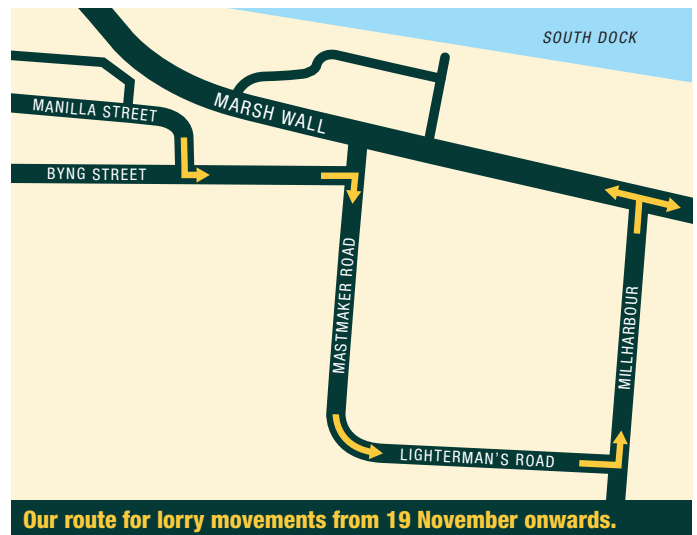 SOUTH DOCK
MANILLA STREET
MARSH WALL
BYNG STREET
MASTMAKER ROAD
MILLHARBOUR
LIGHTERMAN'S ROAD
Our route for lorry movements from 19 November onwards.